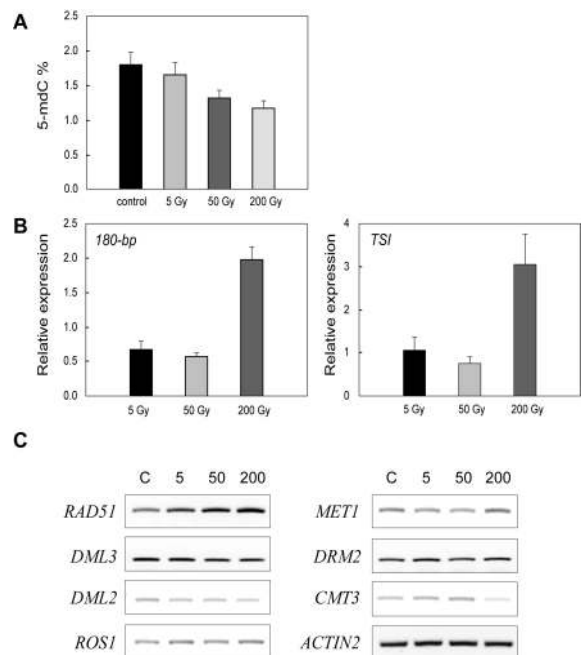 A
5-mdC %
2.0
1.5
1.0
0.5
0.0
control 5 Gy 50 Gy 200 Gy
B
180-bp
Relative expression
2.5
2.0
1.5
1.0
0.5
0.0
5 Gy 50 Gy 200 Gy
TSI
Relative expression
4
3
2
1
0
5 Gy 50 Gy 200 Gy
C
C 5 50 200
RAD51
DML3
DML2
ROS1
C 5 50 200
MET1
DRM2
CMT3
ACTIN2